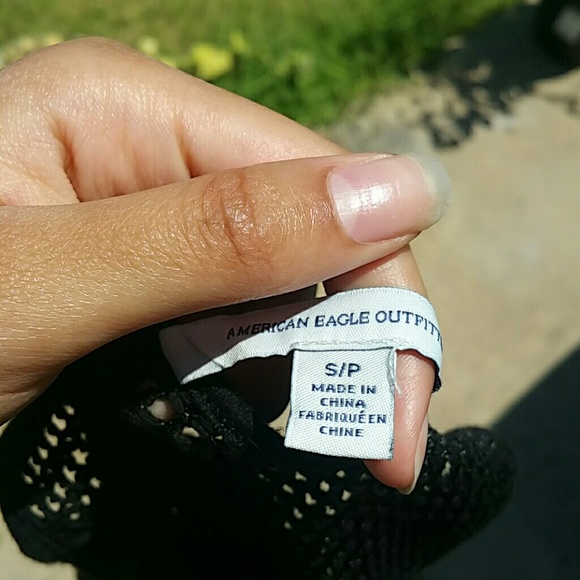 AMERICAN EAGLE OUTFITT
S/P
MADE IN
CHINA
FABRIQUÉ EN
CHINE